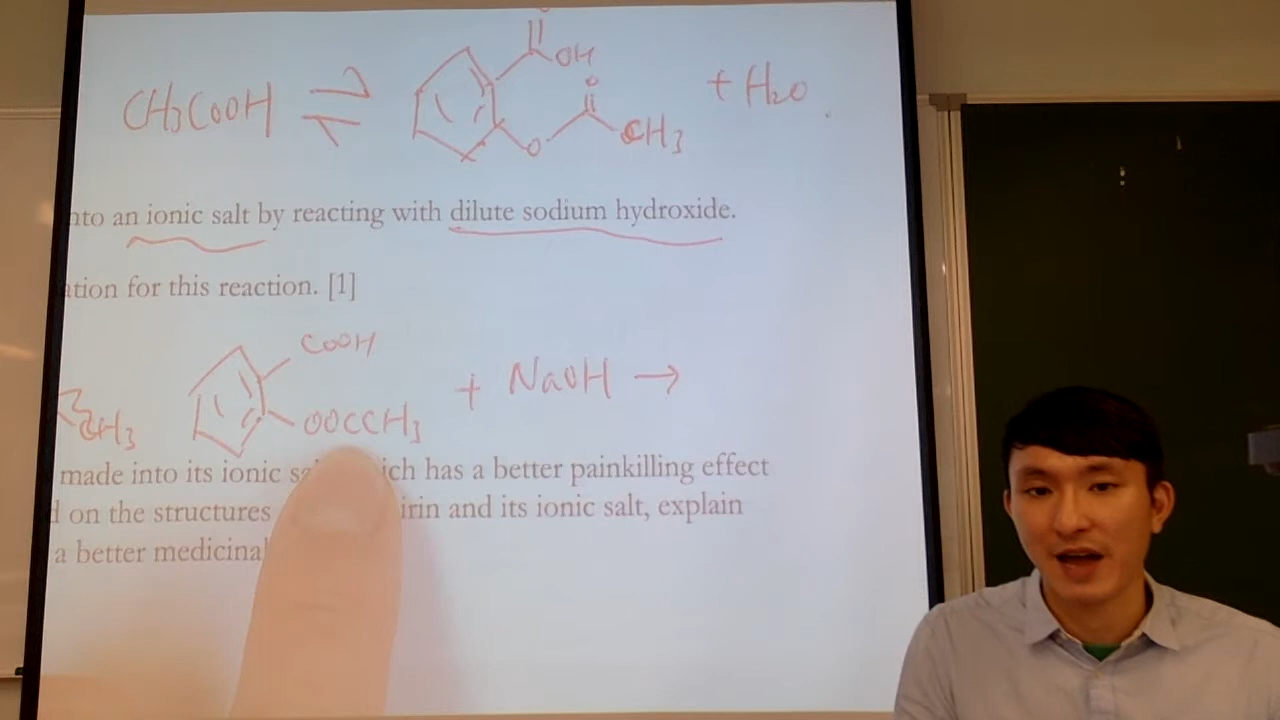 O
CH3COOH ⇌ OH + H2O
O
O CH3
into an ionic salt by reacting with dilute sodium hydroxide.
ation for this reaction. [1]
COOH
CH3 OOCCH3 + NaOH →
made into its ionic ich has a better painkilling effect
on the structures irin and its ionic salt, explain
a better medicinal